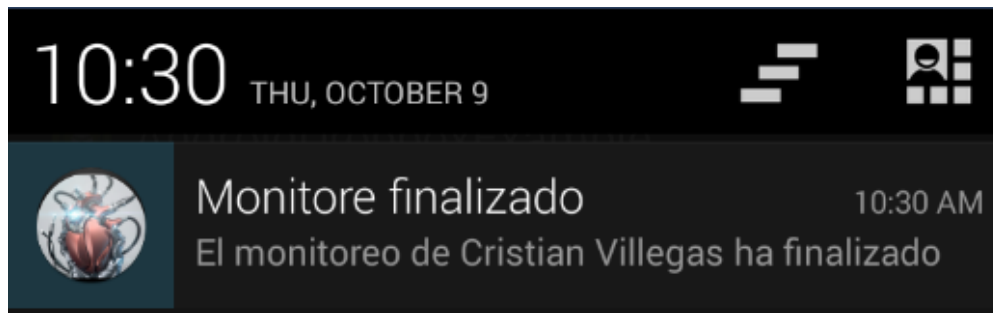 10:30 THU, OCTOBER 9
Monitore finalizado 10:30 AM
El monitoreo de Cristian Villegas ha finalizado